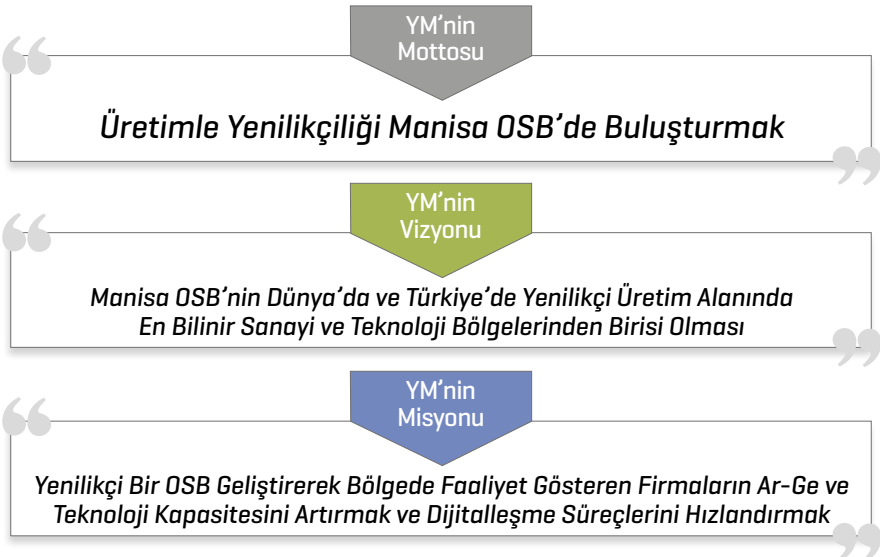 YM’nin
Mottosu
Üretimle Yenilikçiliği Manisa OSB’de Buluşturmak
YM’nin
Vizyonu
Manisa OSB’nin Dünya’da ve Türkiye’de Yenilikçi Üretim Alanında
En Bilinir Sanayi ve Teknoloji Bölgelerinden Birisi Olması
YM’nin
Misyonu
Yenilikçi Bir OSB Geliştirerek Bölgede Faaliyet Gösteren Firmaların Ar-Ge ve
Teknoloji Kapasitesini Artırmak ve Dijitalleşme Süreçlerini Hızlandırmak